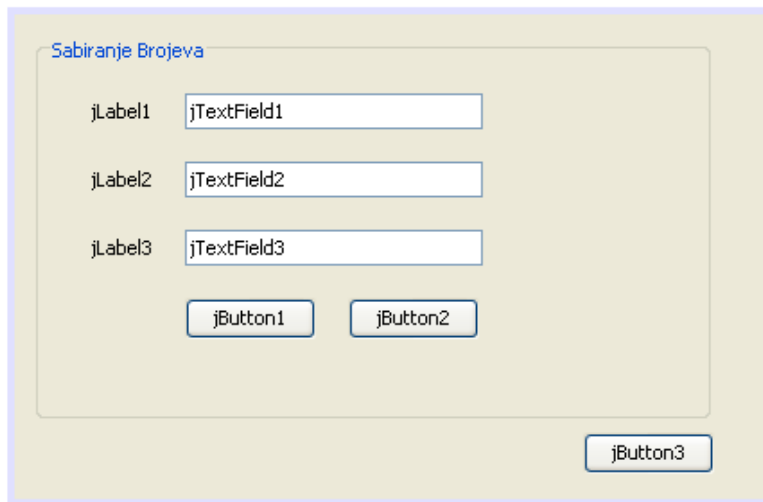 Sabiranje Brojeva
jLabel1 jTextField1
jLabel2 jTextField2
jLabel3 jTextField3
jButton1 jButton2
jButton3